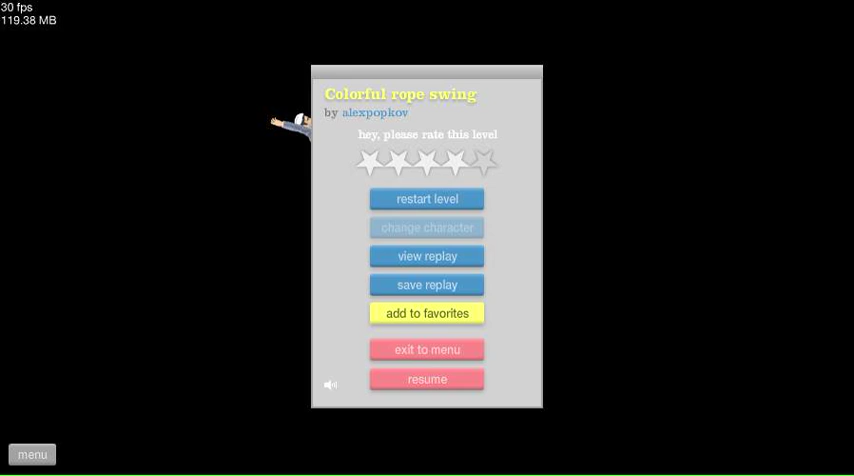 30 fps
119.38 MB
Colorful rope swing
by alexpopkov
hey, please rate this level
restart level
change character
view replay
save replay
add to favorites
exit to menu
resume
menu